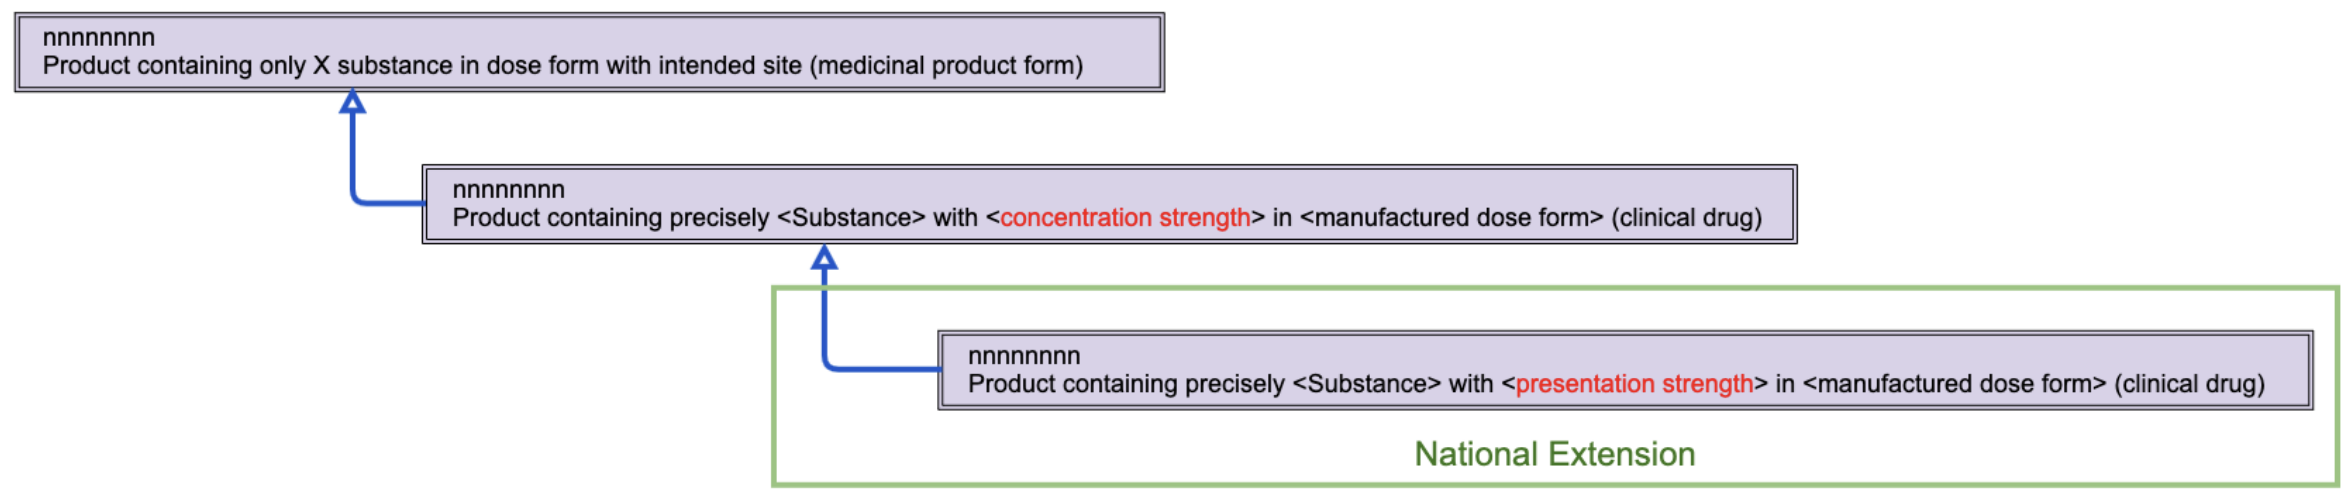 nnnnnnnn
Product containing only X substance in dose form with intended site (medicinal product form)
nnnnnnnn
Product containing precisely <Substance> with <concentration strength> in <manufactured dose form> (clinical drug)
nnnnnnnn
Product containing precisely <Substance> with <presentation strength> in <manufactured dose form> (clinical drug)
National Extension